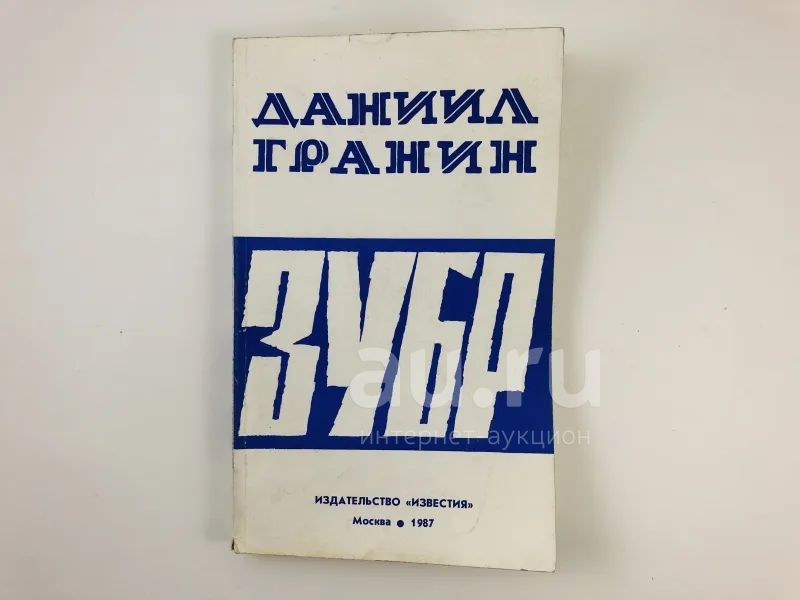 ДАНИИЛ
ГРАНИН
ЗУБР
au.ru
интернет-аукцион
ИЗДАТЕЛЬСТВО «ИЗВЕСТИЯ»
Москва ● 1987